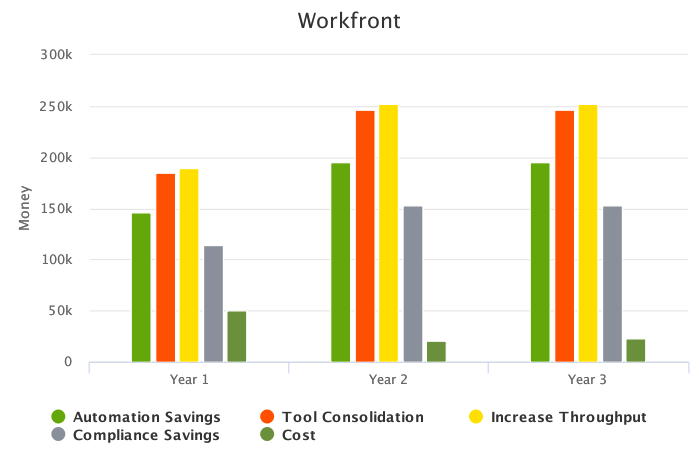 Workfront
300k
250k
200k
150k
100k
50k
0
Money
Year 1 Year 2 Year 3
Automation Savings Tool Consolidation Increase Throughput
Compliance Savings Cost